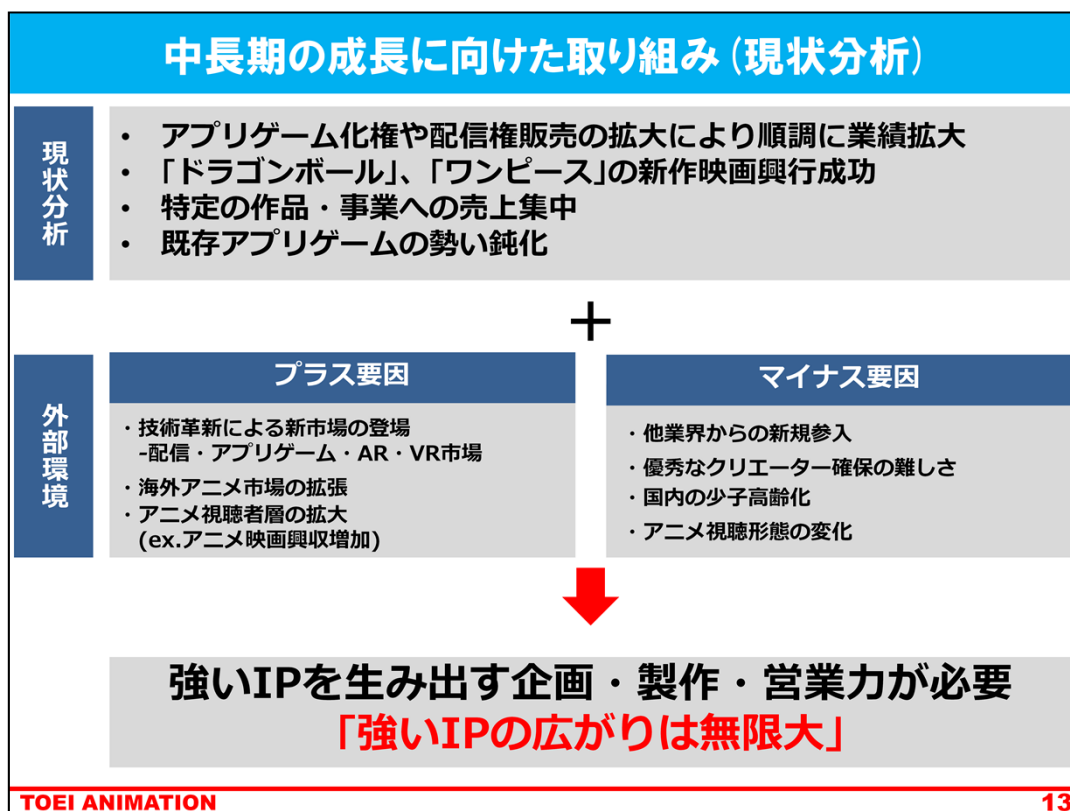 中長期の成長に向けた取り組み(現状分析)
現状分析
• アプリゲーム化権や配信権販売の拡大により順調に業績拡大
• 「ドラゴンボール」、「ワンピース」の新作映画興行成功
• 特定の作品・事業への売上集中
• 既存アプリゲームの勢い鈍化
＋
外部環境
プラス要因
・技術革新による新市場の登場
-配信・アプリゲーム・AR・VR市場
・海外アニメ市場の拡張
・アニメ視聴者層の拡大
(ex.アニメ映画興収増加)
マイナス要因
・他業界からの新規参入
・優秀なクリエーター確保の難しさ
・国内の少子高齢化
・アニメ視聴形態の変化
強いIPを生み出す企画・製作・営業力が必要
「強いIPの広がりは無限大」
TOEI ANIMATION
13